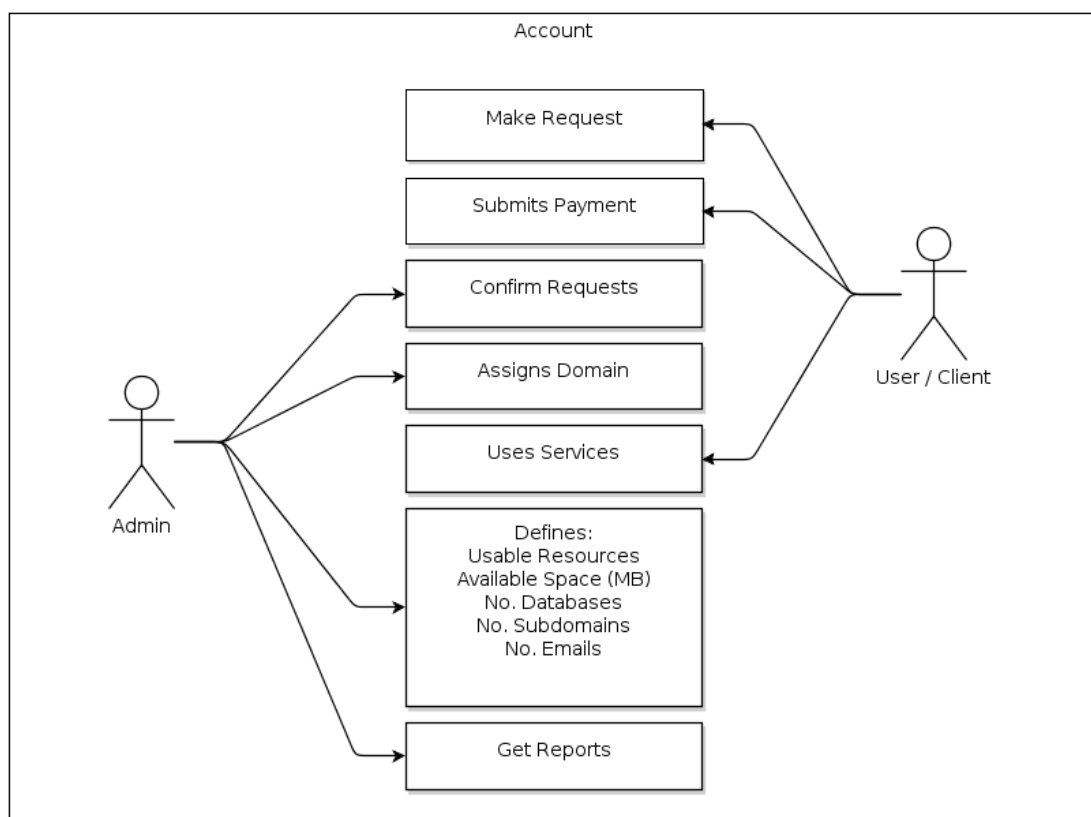 Account
Make Request
Submits Payment
Confirm Requests
Assigns Domain
User / Client
Uses Services
Admin
Defines:
Usable Resources
Available Space (MB)
No. Databases
No. Subdomains
No. Emails
Get Reports